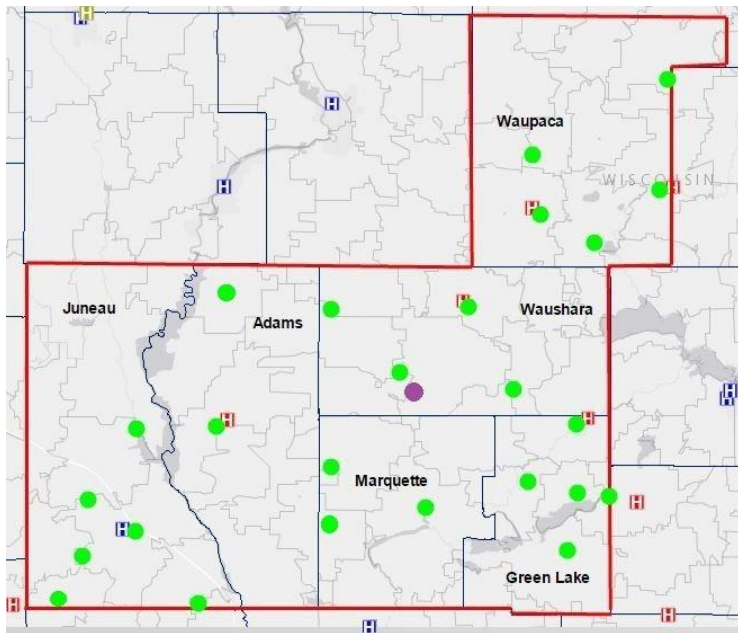 H
H
H
Waupaca
WISCONSIN
H
H
H
Juneau
Adams
H
Waushara
H
H
H
H
Marquette
H
H
Green Lake
H
H
H